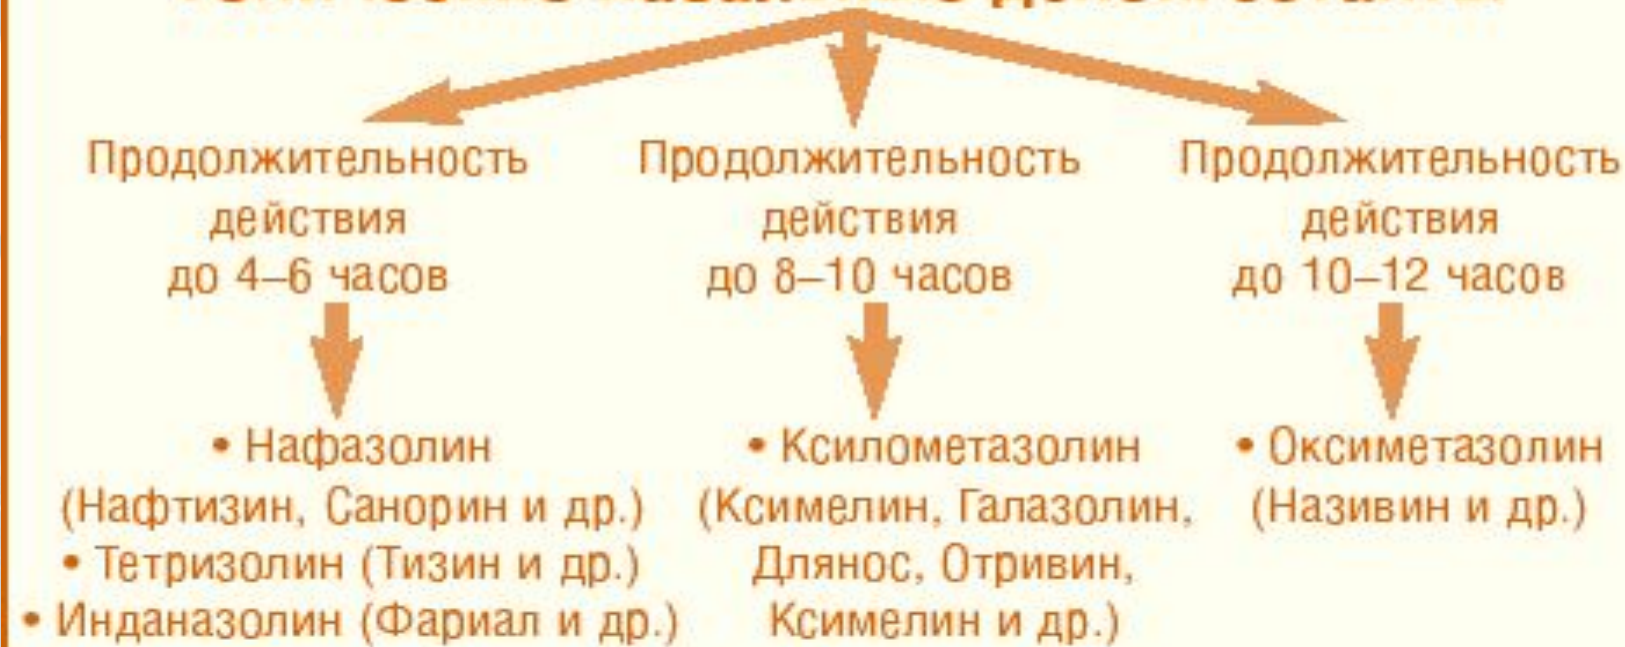 Продолжительность
действия
до 4–6 часов
• Нафазолин
(Нафтизин, Санорин и др.)
• Тетризолин (Тизин и др.)
• Инданазолин (Фариал и др.)
Продолжительность
действия
до 8–10 часов
• Ксилометазолин
(Ксимелин, Галазолин,
Длянос, Отривин,
Ксимелин и др.)
Продолжительность
действия
до 10–12 часов
• Оксиметазолин
(Називин и др.)